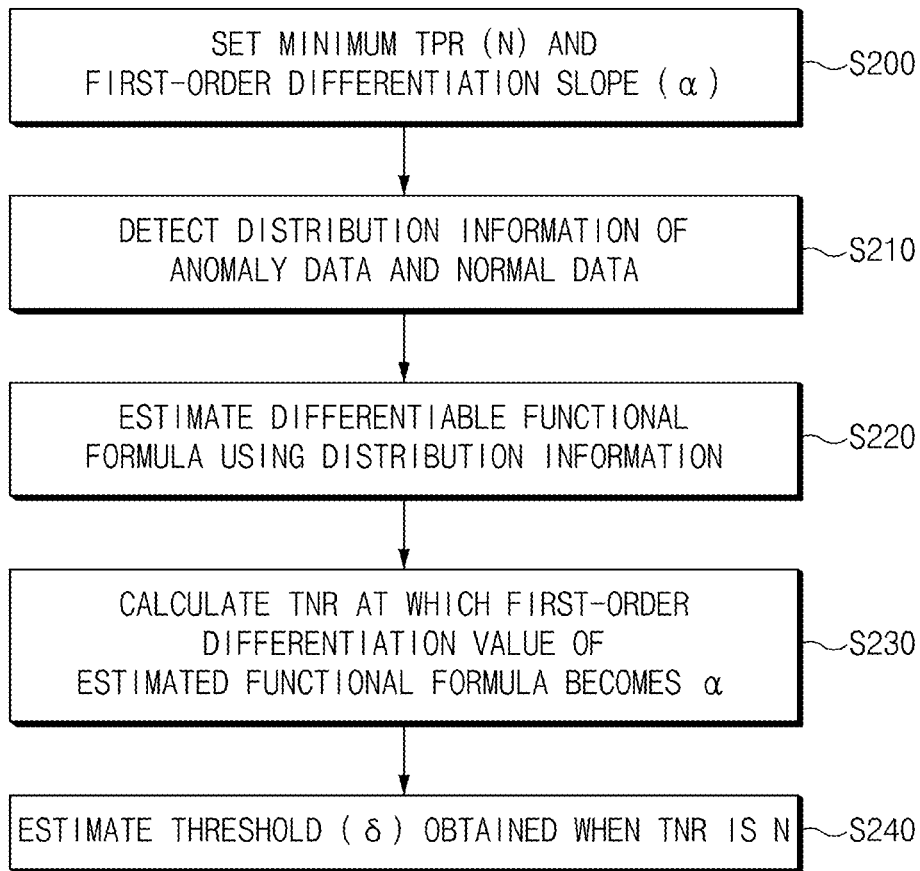 SET MINIMUM TPR (N) AND
FIRST-ORDER DIFFERENTIATION SLOPE (α)
S200
DETECT DISTRIBUTION INFORMATION OF
ANOMALY DATA AND NORMAL DATA
S210
ESTIMATE DIFFERENTIABLE FUNCTIONAL
FORMULA USING DISTRIBUTION INFORMATION
S220
CALCULATE TNR AT WHICH FIRST-ORDER
DIFFERENTIATION VALUE OF
ESTIMATED FUNCTIONAL FORMULA BECOMES α
S230
ESTIMATE THRESHOLD (δ) OBTAINED WHEN TNR IS N
S240